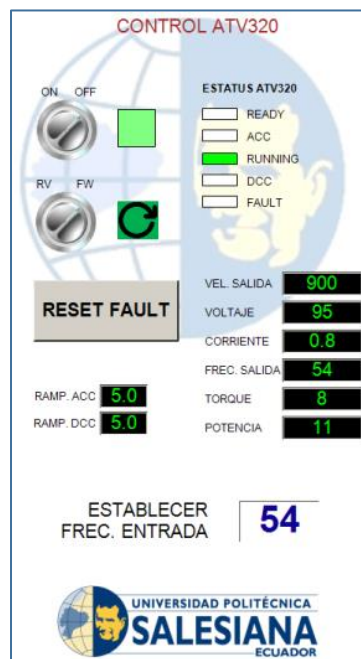 CONTROL ATV320
ON OFF
ESTATUS ATV320
READY
ACC
RUNNING
DCC
FAULT
RV FW
RESET FAULT
VEL. SALIDA 900
VOLTAJE 95
CORRIENTE 0.8
FREC. SALIDA 54
TORQUE 8
POTENCIA 11
RAMP. ACC 5.0
RAMP. DCC 5.0
ESTABLECER
FREC. ENTRADA 54
UNIVERSIDAD POLITÉCNICA
SALESIANA
ECUADOR